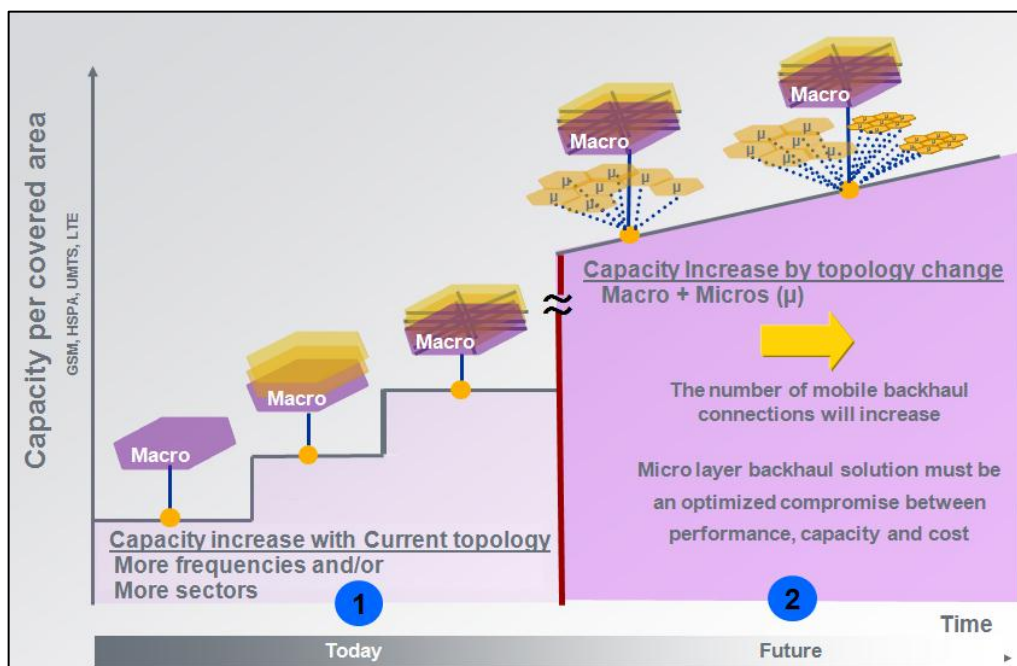 Capacity per covered area
GSM, HSPA, UMTS, LTE
Macro
Macro
Macro
Macro
μ μ μ μ μ μ μ μ
Macro
μ μ μ μ μ μ μ
Capacity increase with Current topology
More frequencies and/or
More sectors
1
≈
Capacity Increase by topology change
Macro + Micros (μ)
The number of mobile backhaul
connections will increase
Micro layer backhaul solution must be
an optimized compromise between
performance, capacity and cost
2
Time
Today
Future